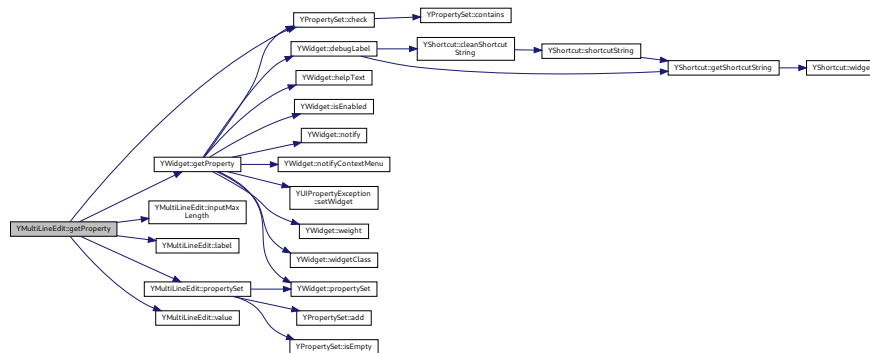 YPropertySet::check
YPropertySet::contains
YWidget::debugLabel
YShortcut::cleanShortcut
String
YShortcut::shortcutString
YShortcut::getShortcutString
YShortcut::widget
YWidget::helpText
YWidget::isEnabled
YWidget::notify
YWidget::getProperty
YWidget::notifyContextMenu
YUIPropertyException
::setWidget
YMultiLineEdit::inputMax
Length
YMultiLineEdit::getProperty
YWidget::weight
YMultiLineEdit::label
YWidget::widgetClass
YMultiLineEdit::propertySet
YWidget::propertySet
YMultiLineEdit::value
YPropertySet::add
YPropertySet::isEmpty